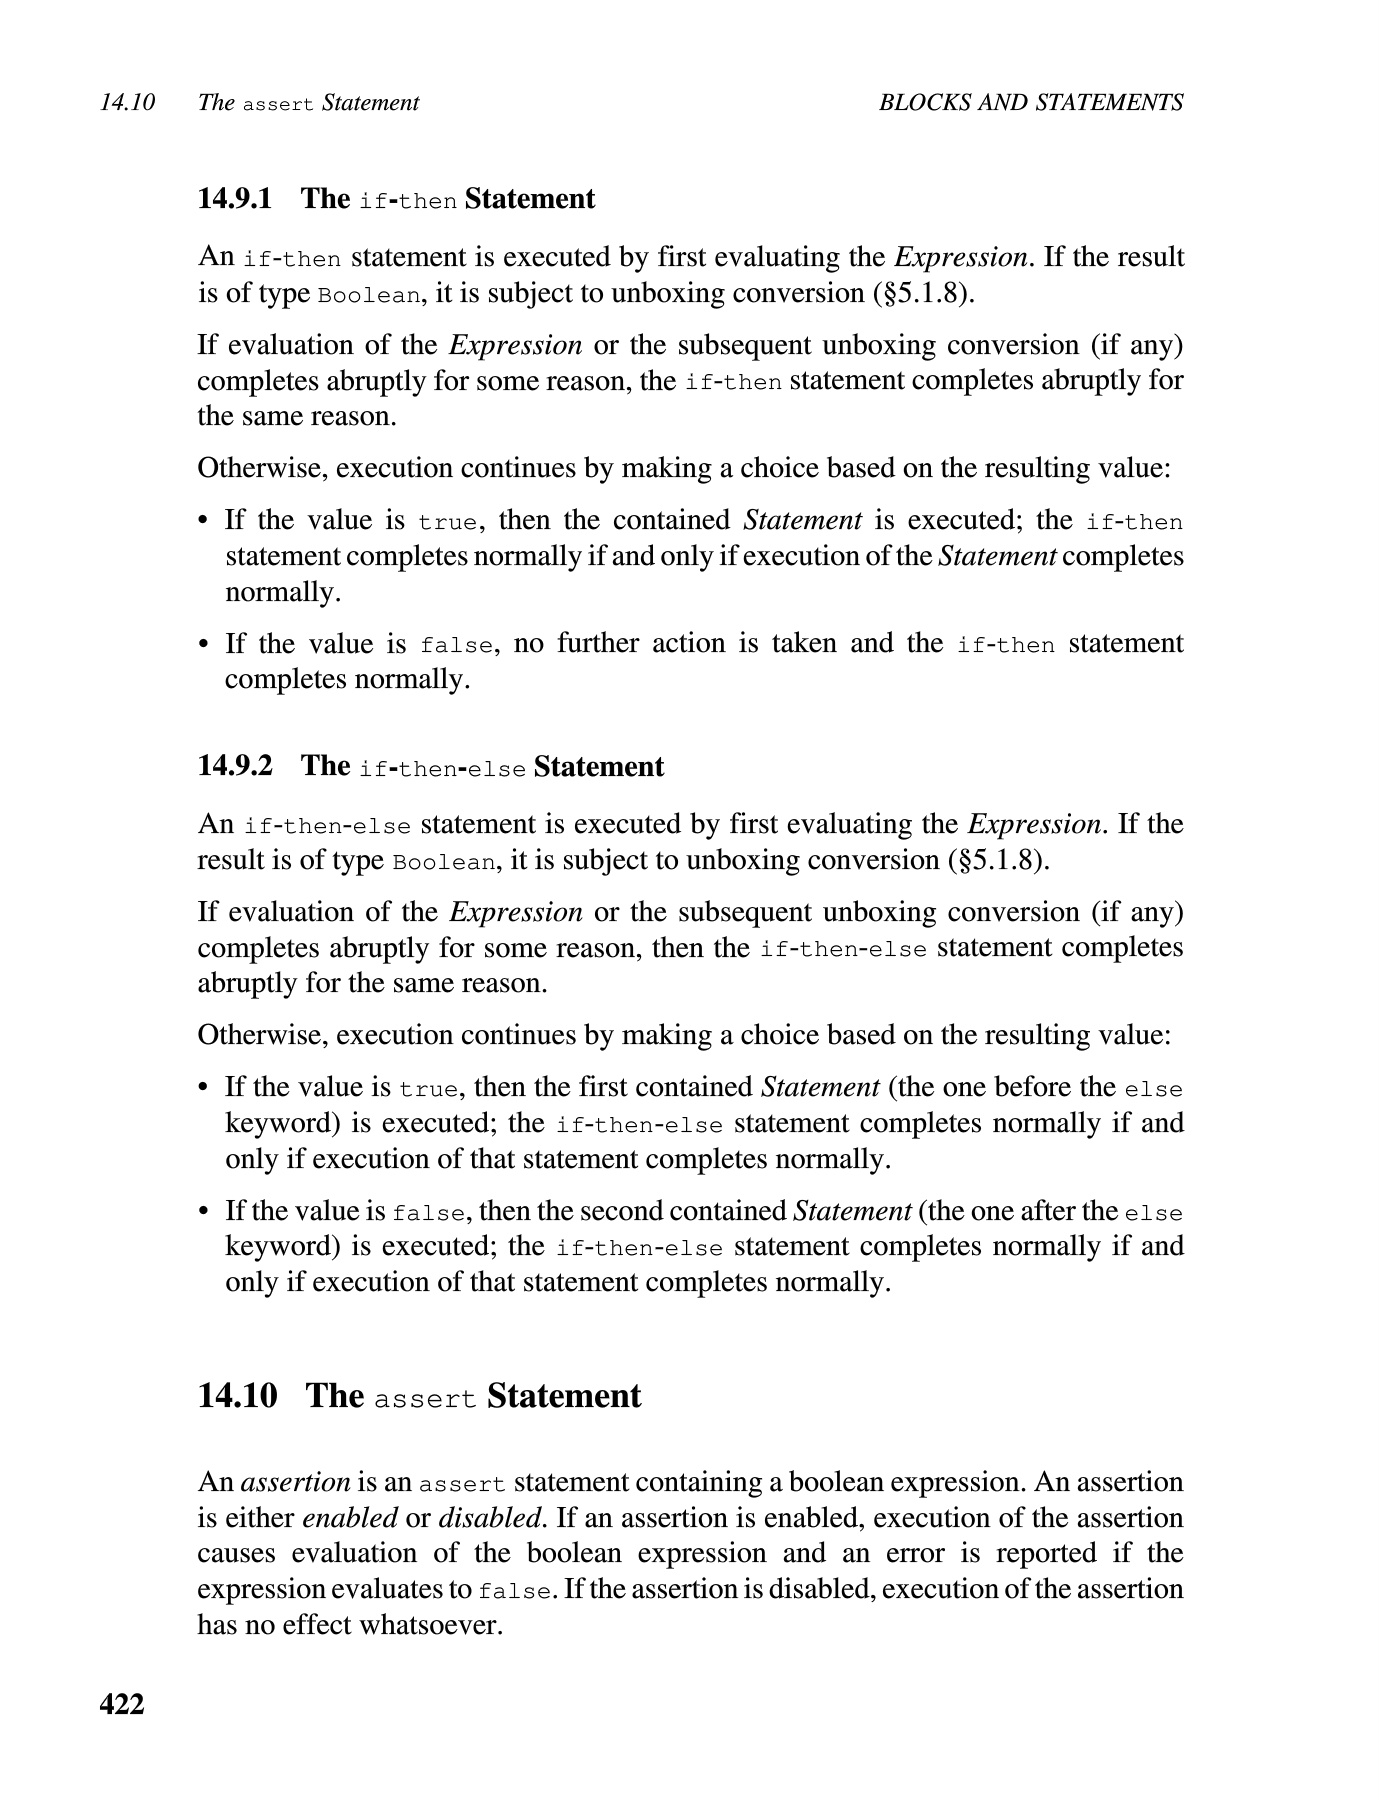 14.10 The assert Statement BLOCKS AND STATEMENTS
14.9.1 The if-then Statement
An if-then statement is executed by first evaluating the Expression. If the result
is of type Boolean, it is subject to unboxing conversion (§5.1.8).
If evaluation of the Expression or the subsequent unboxing conversion (if any)
completes abruptly for some reason, the if-then statement completes abruptly for
the same reason.
Otherwise, execution continues by making a choice based on the resulting value:
• If the value is true, then the contained Statement is executed; the if-then
statement completes normally if and only if execution of the Statement completes
normally.
• If the value is false, no further action is taken and the if-then statement
completes normally.
14.9.2 The if-then-else Statement
An if-then-else statement is executed by first evaluating the Expression. If the
result is of type Boolean, it is subject to unboxing conversion (§5.1.8).
If evaluation of the Expression or the subsequent unboxing conversion (if any)
completes abruptly for some reason, then the if-then-else statement completes
abruptly for the same reason.
Otherwise, execution continues by making a choice based on the resulting value:
• If the value is true, then the first contained Statement (the one before the else
keyword) is executed; the if-then-else statement completes normally if and
only if execution of that statement completes normally.
• If the value is false, then the second contained Statement (the one after the else
keyword) is executed; the if-then-else statement completes normally if and
only if execution of that statement completes normally.
14.10 The assert Statement
An assertion is an assert statement containing a boolean expression. An assertion
is either enabled or disabled. If an assertion is enabled, execution of the assertion
causes evaluation of the boolean expression and an error is reported if the
expression evaluates to false. If the assertion is disabled, execution of the assertion
has no effect whatsoever.
422